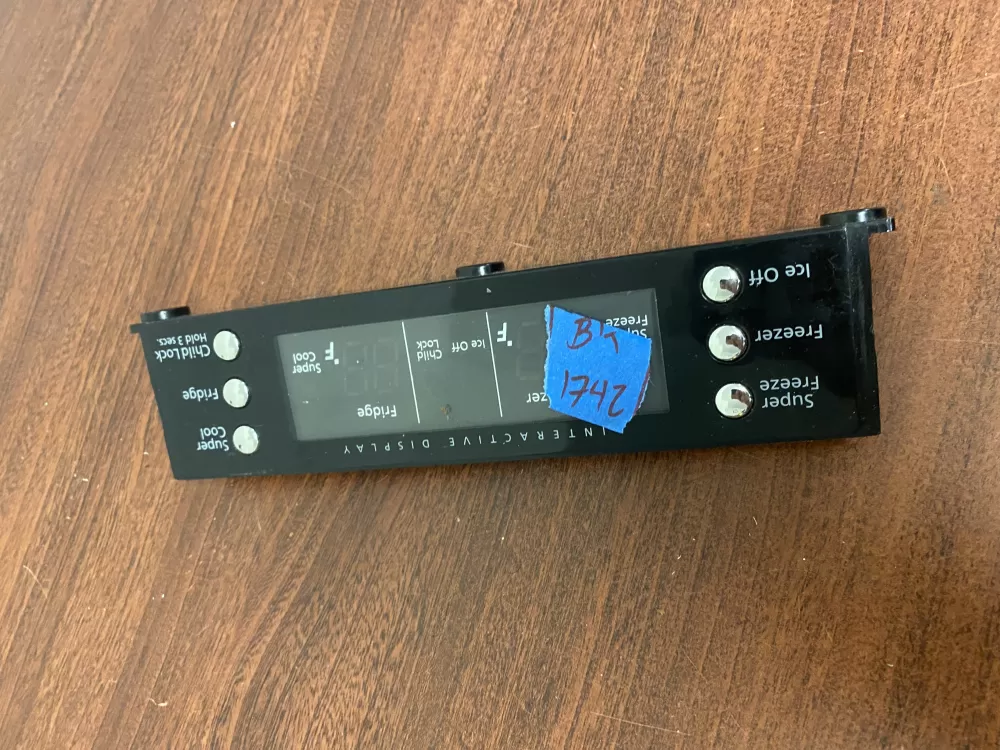 INTERACTIVE DISPLAY
Super
Freeze
Freezer
Ice Off
zer
Super
Freeze
°F
Child
Lock
Ice Off
Fridge
°F
Super
Cool
Super
Cool
Fridge
Child Lock
Hold 3 secs.
1742